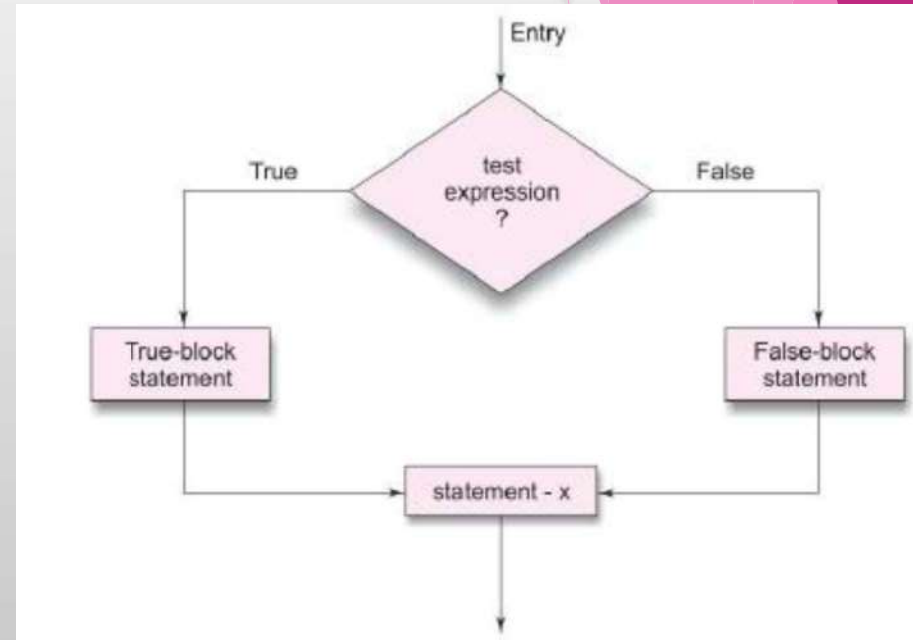 Entry
test
expression
?
True
False
True-block
statement
False-block
statement
statement - x